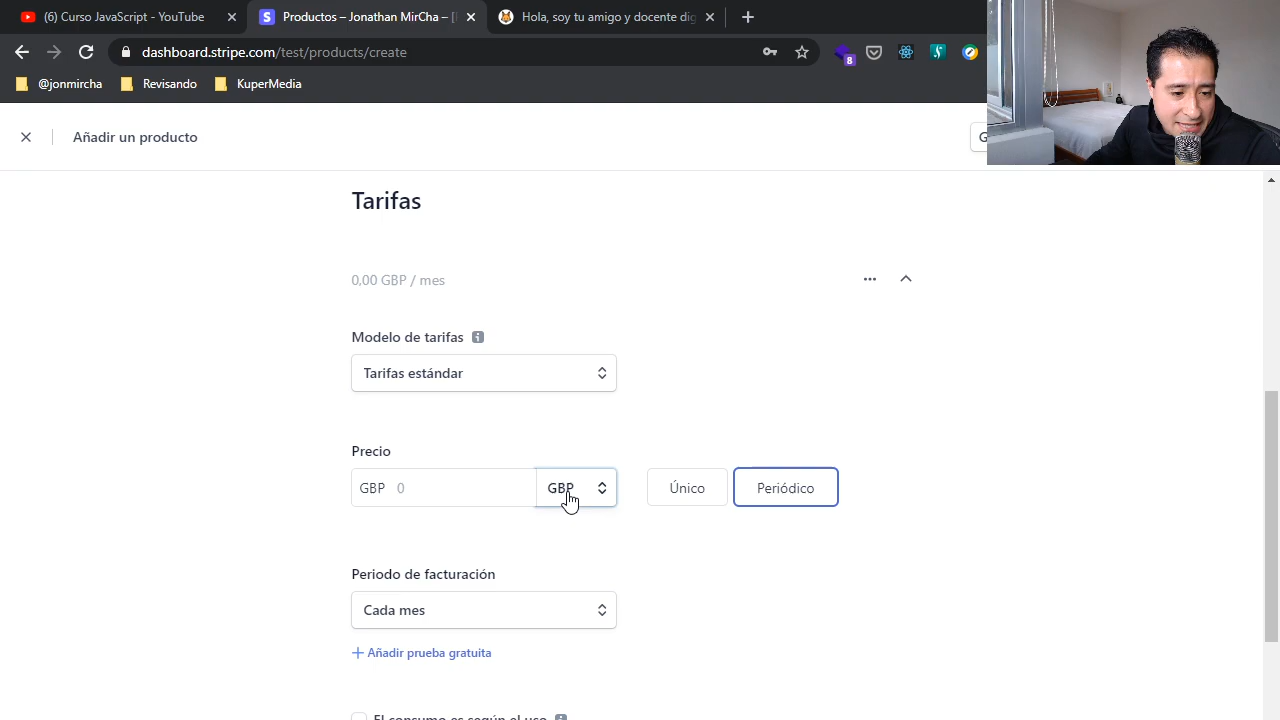 (6) Curso JavaScript - YouTube
Productos – Jonathan MirCha – [
Hola, soy tu amigo y docente dig
dashboard.stripe.com/test/products/create
8
@jonmircha
Revisando
KuperMedia
Añadir un producto
G
Tarifas
0,00 GBP / mes
Modelo de tarifas
Tarifas estándar
Precio
GBP 0
GBP
Único
Periódico
Periodo de facturación
Cada mes
+ Añadir prueba gratuita
El consumo es según el uso